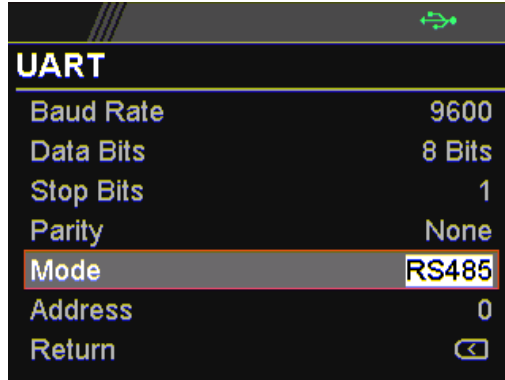 UART
Baud Rate 9600
Data Bits 8 Bits
Stop Bits 1
Parity None
Mode RS485
Address 0
Return